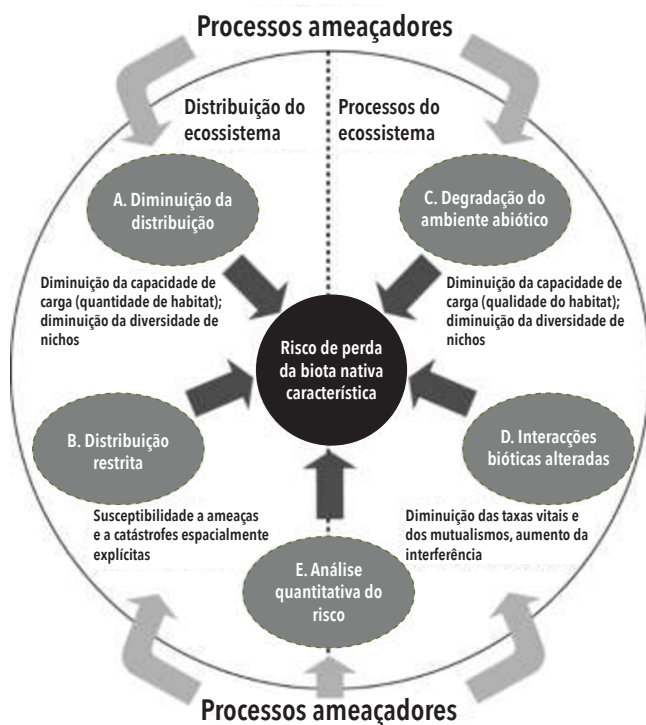 Processos ameaçadores
Distribuição do
ecossistema
Processos do
ecossistema
A. Diminuição da
distribuição
C. Degradação do
ambiente abiótico
Diminuição da capacidade de
carga (quantidade de habitat);
diminuição da diversidade de
nichos
Diminuição da capacidade de
carga (qualidade do habitat);
diminuição da diversidade de
nichos
Risco de perda
da biota nativa
característica
B. Distribuição
restrita
D. Interacções
bióticas alteradas
Susceptibilidade a ameaças
e a catástrofes espacialmente
explícitas
Diminuição das taxas vitais e
dos mutualismos, aumento da
interferência
E. Análise
quantitativa do
risco
Processos ameaçadores